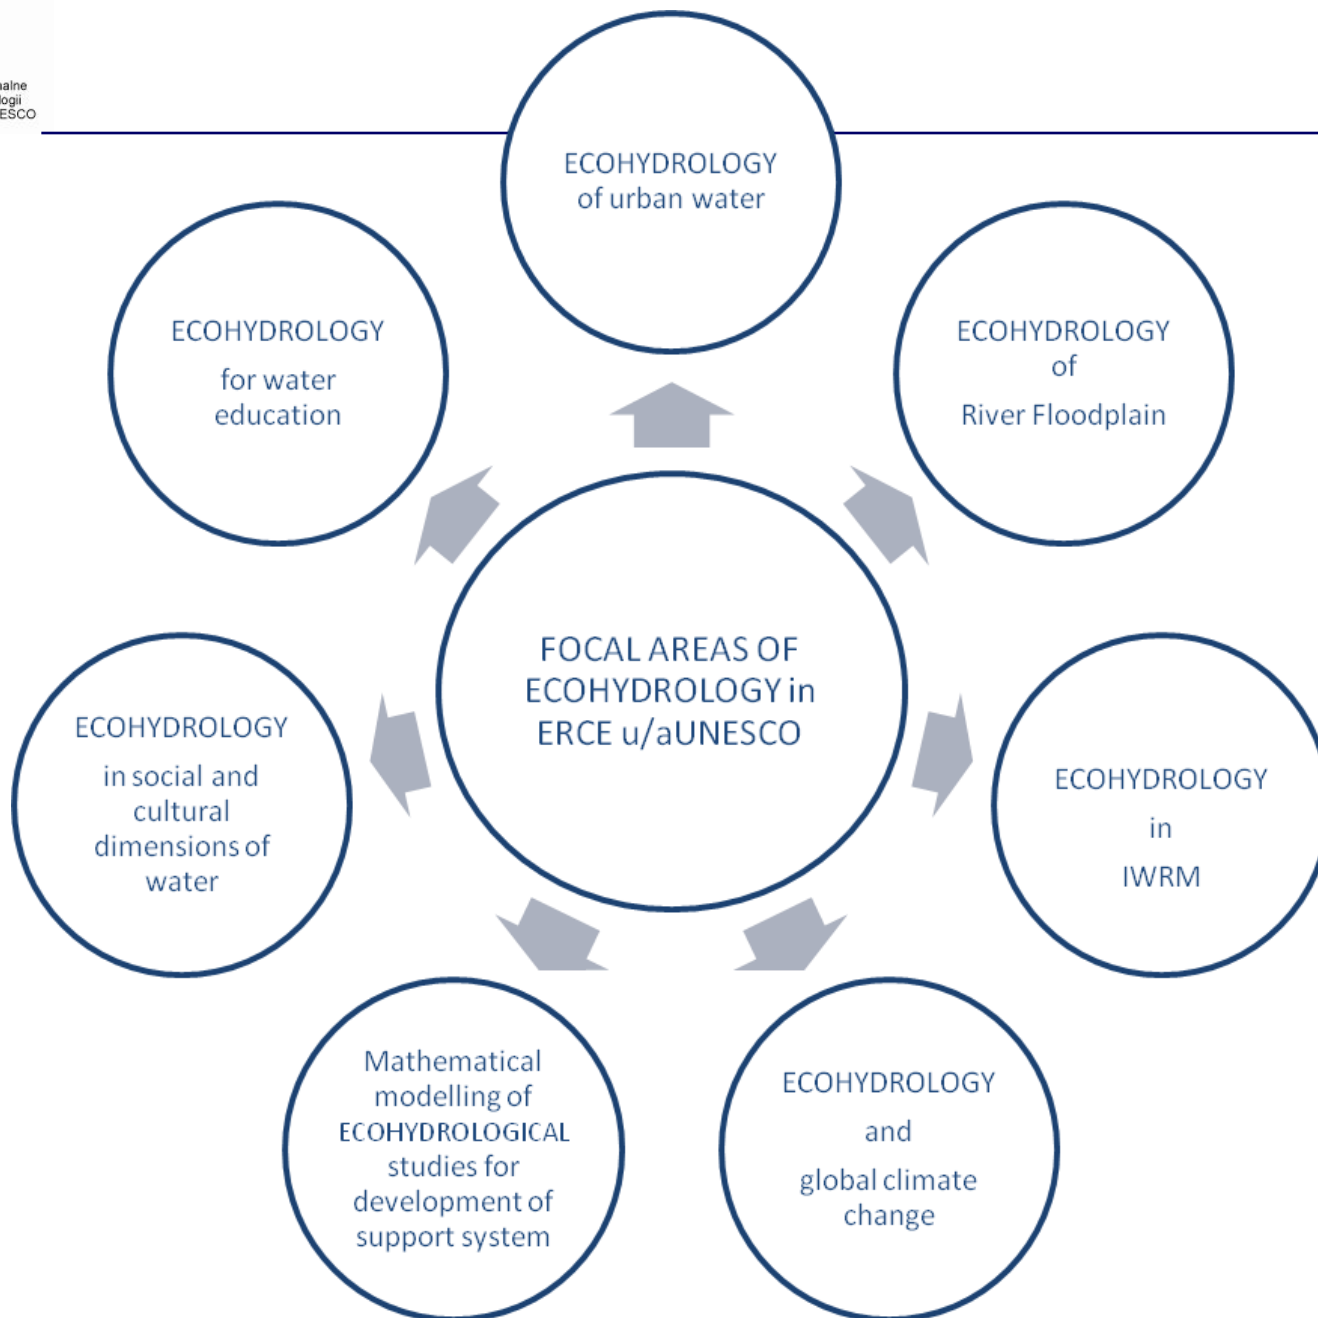 ESCO
ECOHYDROLOGY
of urban water
ECOHYDROLOGY
of
River Floodplain
ECOHYDROLOGY
in
IWRM
ECOHYDROLOGY
and
global climate
change
Mathematical
modelling of
ECOHYDROLOGICAL
studies for
development of
support system
ECOHYDROLOGY
in social and
cultural
dimensions of
water
ECOHYDROLOGY
for water
education
FOCAL AREAS OF
ECOHYDROLOGY in
ERCE u/aUNESCO